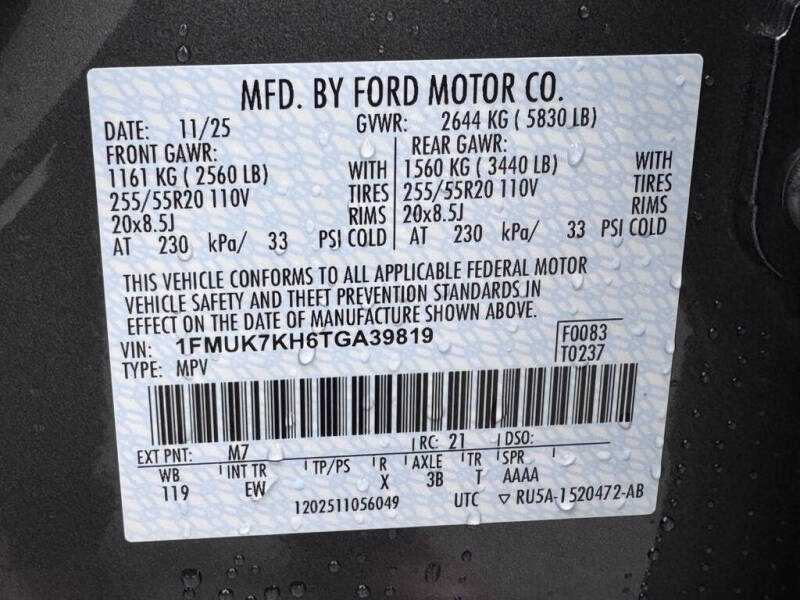 MFD. BY FORD MOTOR CO.
DATE: 11/25 GVWR: 2644 KG ( 5830 LB)
FRONT GAWR: REAR GAWR:
1161 KG ( 2560 LB) WITH 1560 KG ( 3440 LB) WITH
255/55R20 110V TIRES 255/55R20 110V TIRES
20x8.5J RIMS 20x8.5J RIMS
AT 230 kPa/ 33 PSI COLD AT 230 kPa/ 33 PSI COLD
THIS VEHICLE CONFORMS TO ALL APPLICABLE FEDERAL MOTOR
VEHICLE SAFETY AND THEFT PREVENTION STANDARDS IN
EFFECT ON THE DATE OF MANUFACTURE SHOWN ABOVE.
VIN: 1FMUK7KH6TGA39819 F0083
TYPE: MPV T0237
EXT PNT: M7 RC: 21 DSO:
WB INT TR TP/PS R AXLE TR SPR
119 EW X 3B T AAAA
1202511056049 UTC ▽ RU5A-1520472-AB